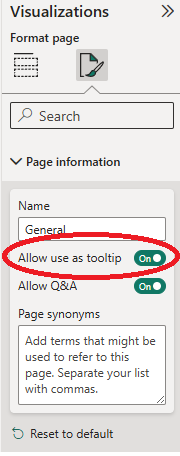 Visualizations
Format page
Search
Page information
Name
General
Allow use as tooltip On
Allow Q&A On
Page synonyms
Add terms that might be
used to refer to this
page. Separate your list
with commas.
Reset to default